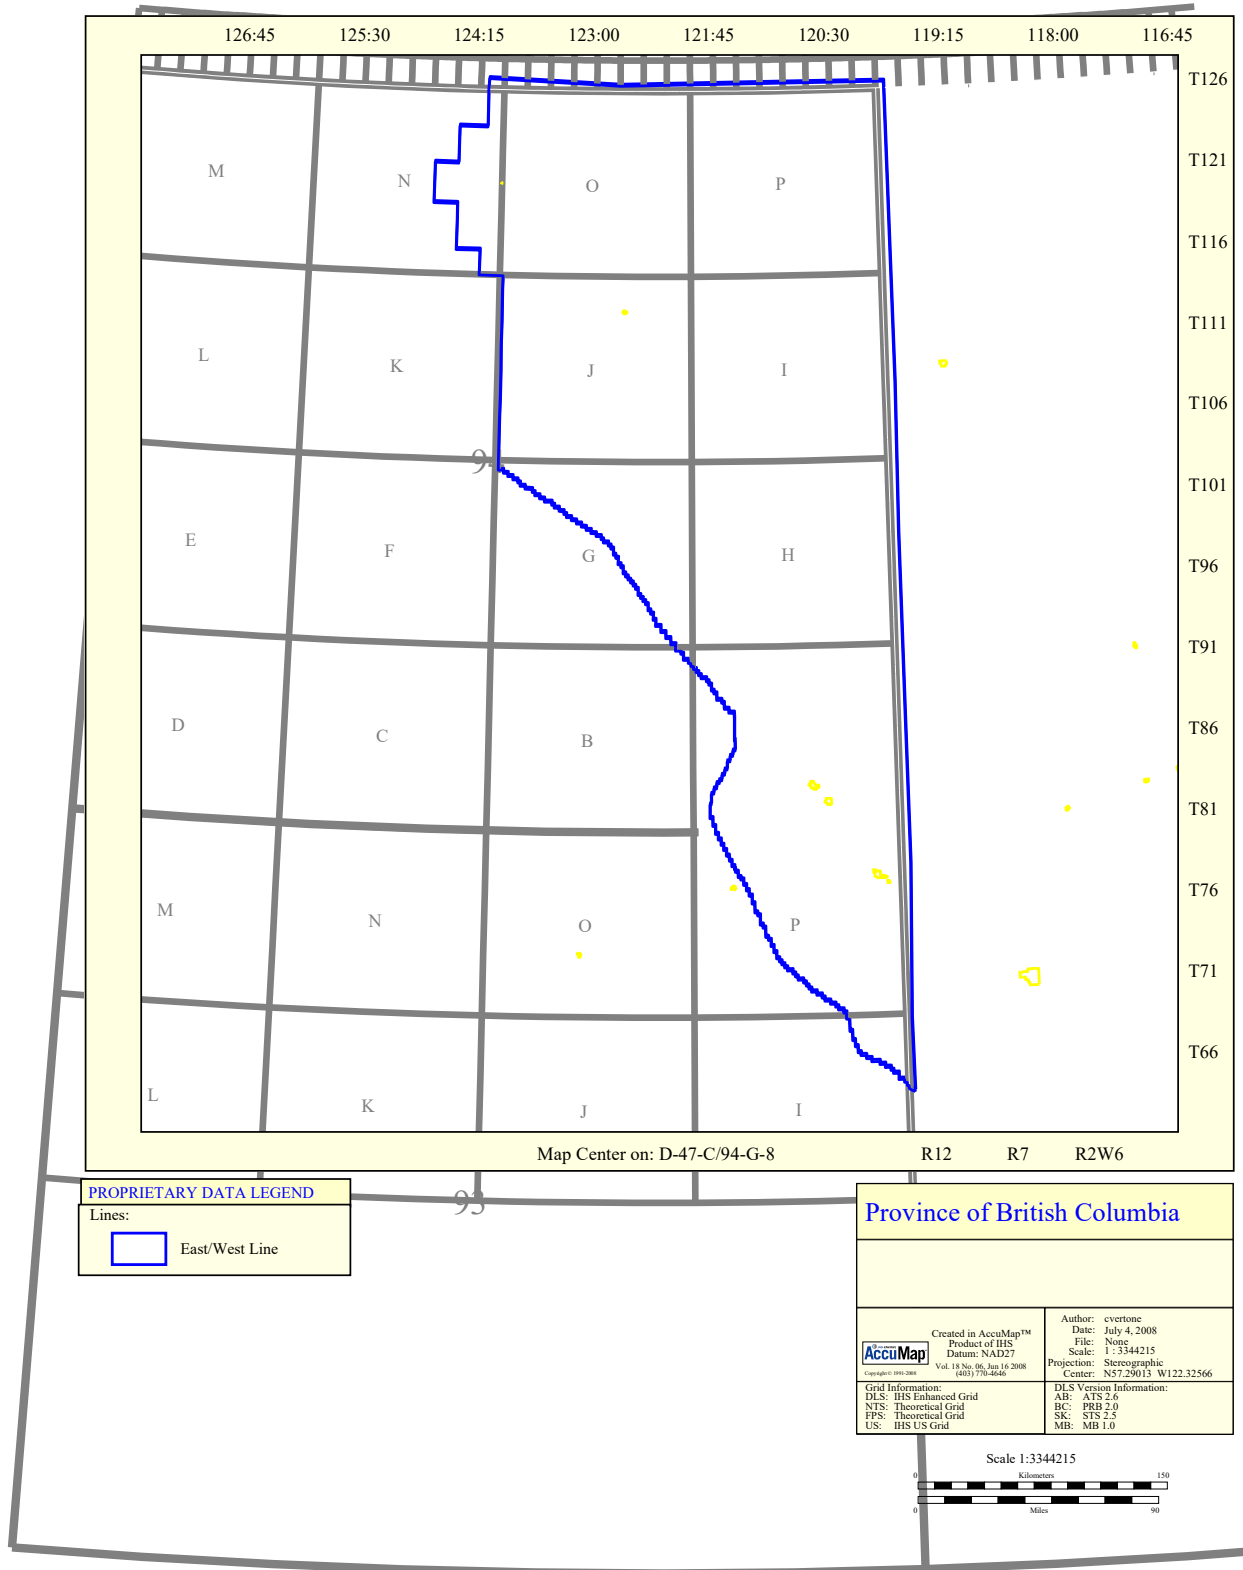 126:45 125:30 124:15 123:00 121:45 120:30 119:15 118:00 116:45
T126
T121
M N O P
T116
T111
L K J I
T106
94
T101
E F G H
T96
T91
D C B
T86
T81
T76
M N O P
T71
T66
L K J I
Map Center on: D-47-C/94-G-8 R12 R7 R2W6
93
PROPRIETARY DATA LEGEND
Lines:
East/West Line
Province of British Columbia
AccuMap
Copyright© 1991-2008
Created in AccuMap™
Product of IHS
Datum: NAD27
Vol. 18 No. 06, Jun 16 2008
(403) 770-4646
Author: cvertone
Date: July 4, 2008
File: None
Scale: 1 : 3344215
Projection: Stereographic
Center: N57.29013 W122.32566
Grid Information:
DLS: IHS Enhanced Grid
NTS: Theoretical Grid
FPS: Theoretical Grid
US: IHS US Grid
DLS Version Information:
AB: ATS 2.6
BC: PRB 2.0
SK: STS 2.5
MB: MB 1.0
Scale 1:3344215
0 Kilometers 150
0 Miles 90